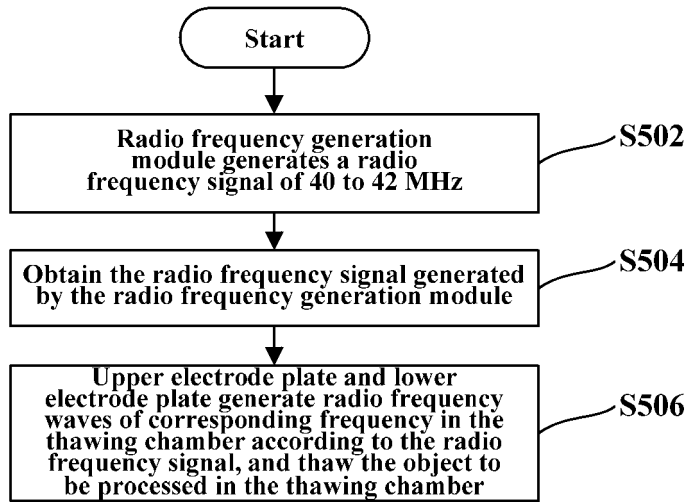 Start
Radio frequency generation
module generates a radio
frequency signal of 40 to 42 MHz
S502
Obtain the radio frequency signal generated
by the radio frequency generation module
S504
Upper electrode plate and lower
electrode plate generate radio frequency
waves of corresponding frequency in the
thawing chamber according to the radio
frequency signal, and thaw the object to
be processed in the thawing chamber
S506